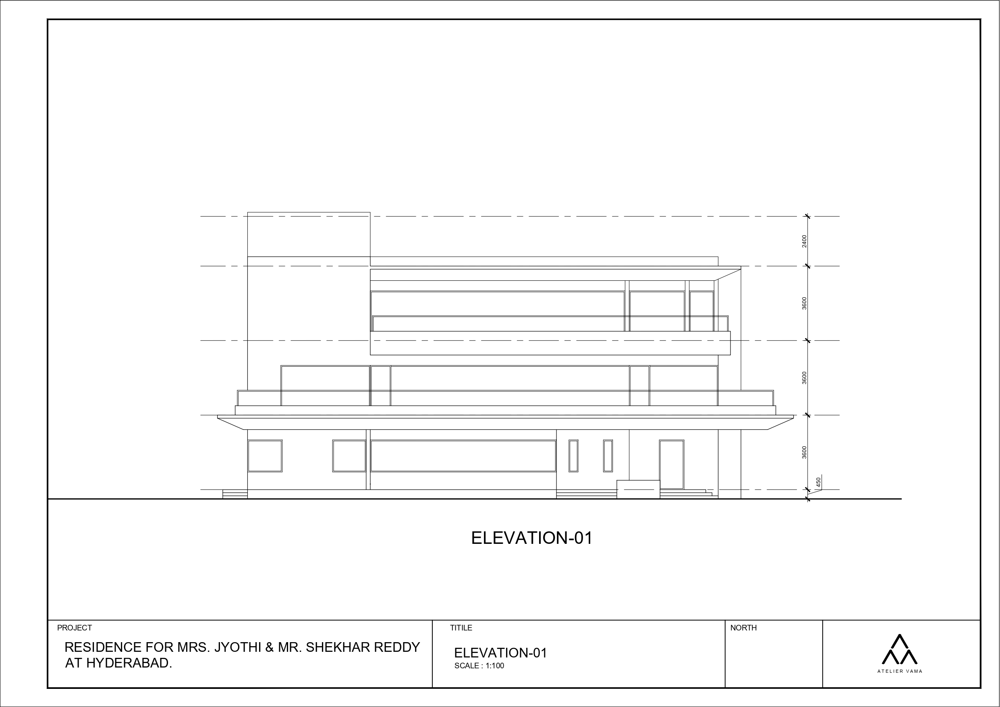 2400
3600
3600
3600
450
ELEVATION-01
PROJECT
RESIDENCE FOR MRS. JYOTHI & MR. SHEKHAR REDDY
AT HYDERABAD.
TITILE
ELEVATION-01
SCALE : 1:100
NORTH
ATELIER VAMA